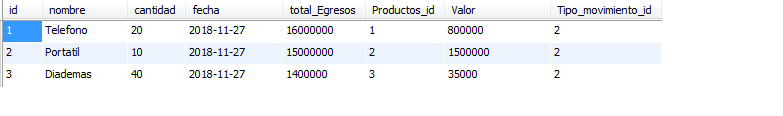 id nombre cantidad fecha total_Egresos Productos_id Valor Tipo_movimiento_id
1 Telefono 20 2018-11-27 16000000 1 800000 2
2 Portatil 10 2018-11-27 15000000 2 1500000 2
3 Diademas 40 2018-11-27 1400000 3 35000 2